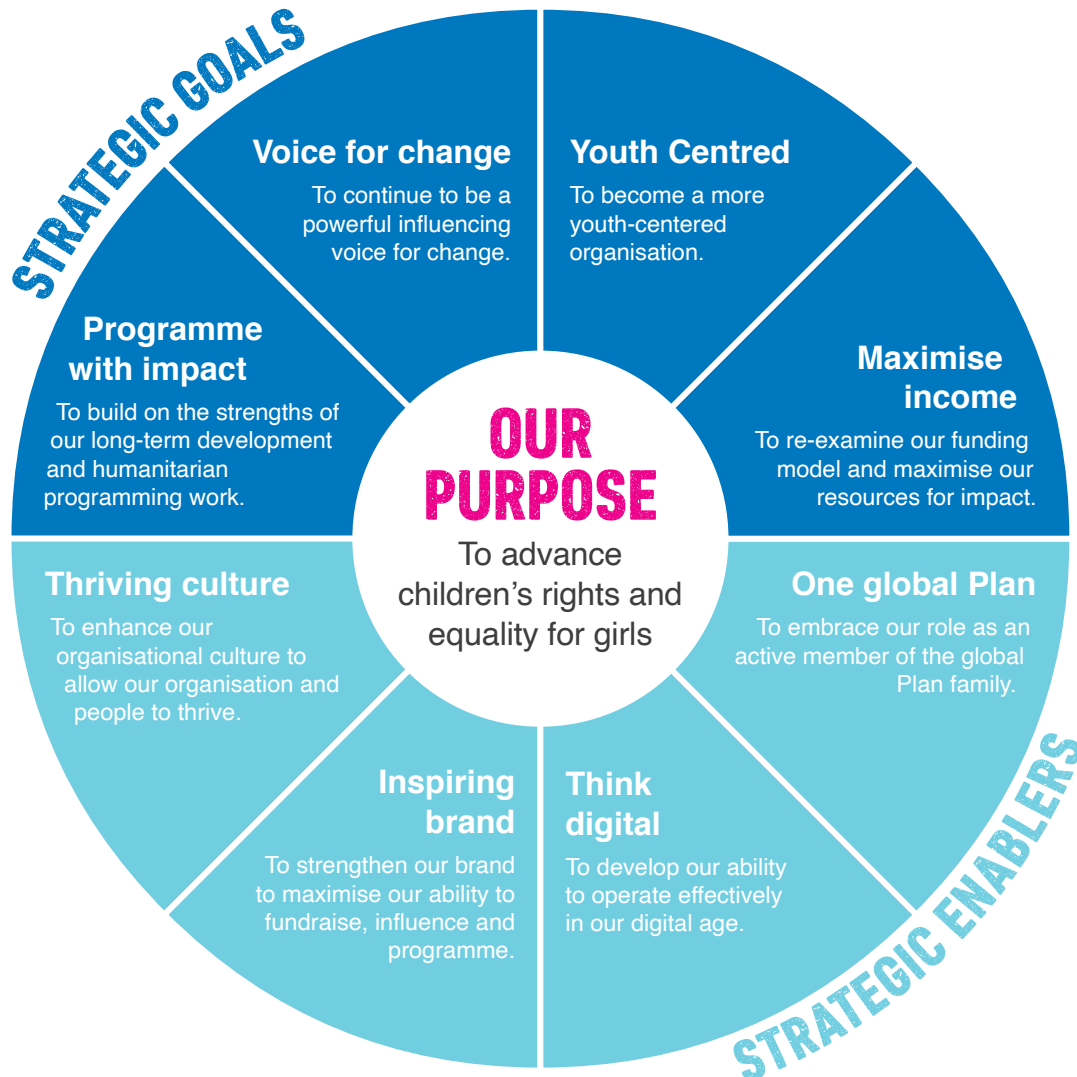 STRATEGIC GOALS
Voice for change
To continue to be a
powerful influencing
voice for change.
Youth Centred
To become a more
youth-centered
organisation.
Programme
with impact
To build on the strengths of
our long-term development
and humanitarian
programming work.
Maximise
income
To re-examine our funding
model and maximise our
resources for impact.
OUR
PURPOSE
To advance
children’s rights and
equality for girls
Thriving culture
To enhance our
organisational culture to
allow our organisation and
people to thrive.
One global Plan
To embrace our role as an
active member of the global
Plan family.
Inspiring
brand
To strengthen our brand
to maximise our ability to
fundraise, influence and
programme.
Think
digital
To develop our ability
to operate effectively
in our digital age.
STRATEGIC ENABLERS